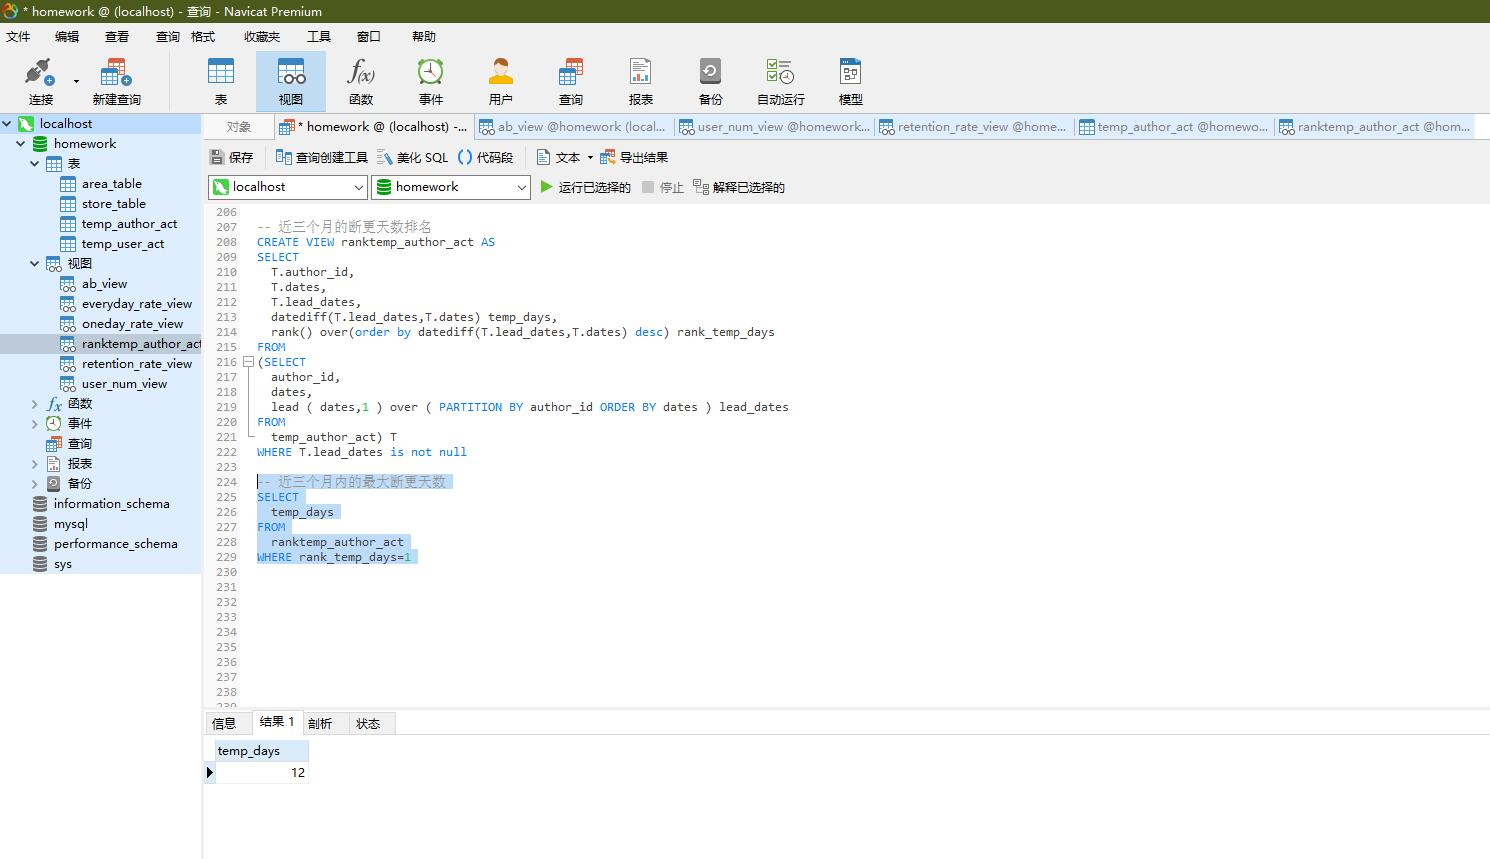 * homework @ (localhost) - 查询 - Navicat Premium
文件 编辑 查看 查询 格式 收藏夹 工具 窗口 帮助
连接 新建查询 表 视图 函数 事件 用户 查询 报表 备份 自动运行 模型
localhost
homework
表
area_table
store_table
temp_author_act
temp_user_act
视图
ab_view
everyday_rate_view
oneday_rate_view
ranktemp_author_act
retention_rate_view
user_num_view
函数
事件
查询
报表
备份
information_schema
mysql
performance_schema
sys
对象 * homework @ (localhost) -... ab_view @homework (local... user_num_view @homework... retention_rate_view @home... temp_author_act @homewo... ranktemp_author_act @hom...
保存 查询创建工具 美化 SQL 代码段 文本 导出结果
localhost homework 运行已选择的 停止 解释已选择的
206
207 -- 近三个月的断更天数排名
208 CREATE VIEW ranktemp_author_act AS
209 SELECT
210 T.author_id,
211 T.dates,
212 T.lead_dates,
213 datediff(T.lead_dates,T.dates) temp_days,
214 rank() over(order by datediff(T.lead_dates,T.dates) desc) rank_temp_days
215 FROM
216 (SELECT
217 author_id,
218 dates,
219 lead ( dates,1 ) over ( PARTITION BY author_id ORDER BY dates ) lead_dates
220 FROM
221 temp_author_act) T
222 WHERE T.lead_dates is not null
223
224 -- 近三个月内的最大断更天数
225 SELECT
226 temp_days
227 FROM
228 ranktemp_author_act
229 WHERE rank_temp_days=1
230
231
232
233
234
235
236
237
238
239
信息 结果 1 剖析 状态
temp_days
12